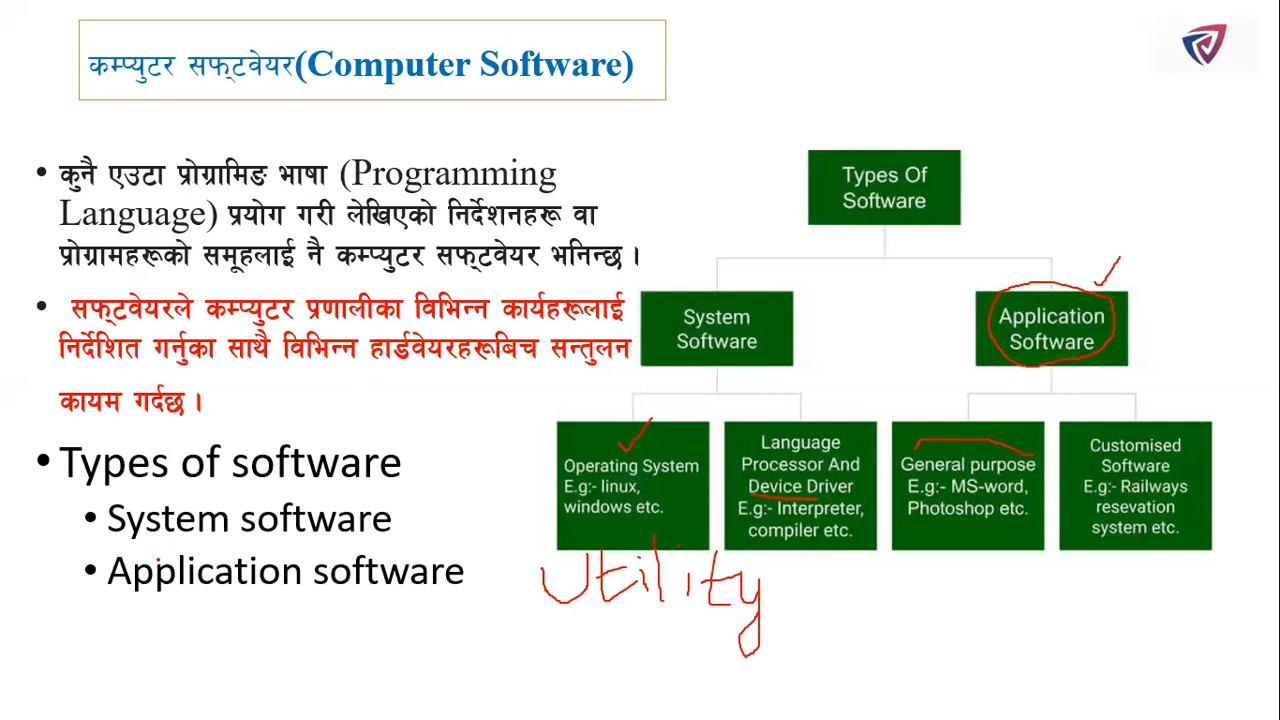 कम्प्युटर सफ्टवेयर(Computer Software)
• कुनै एउटा प्रोग्रामिङ भाषा (Programming
Language) प्रयोग गरी लेखिएको निर्देशनहरू वा
प्रोग्रामहरूको समूहलाई नै कम्प्युटर सफ्टवेयर भनिन्छ ।
• सफ्टवेयरले कम्प्युटर प्रणालीका विभिन्न कार्यहरूलाई
निर्देशित गर्नुका साथै विभिन्न हार्डवेयरहरूबिच सन्तुलन
कायम गर्दछ ।
• Types of software
• System software
• Application software
Types Of
Software
System
Software
Application
Software
Operating System
E.g:- linux,
windows etc.
Language
Processor And
Device Driver
E.g:- Interpreter,
compiler etc.
General purpose
E.g:- MS-word,
Photoshop etc.
Customised
Software
E.g:- Railways
resevation
system etc.
Utility